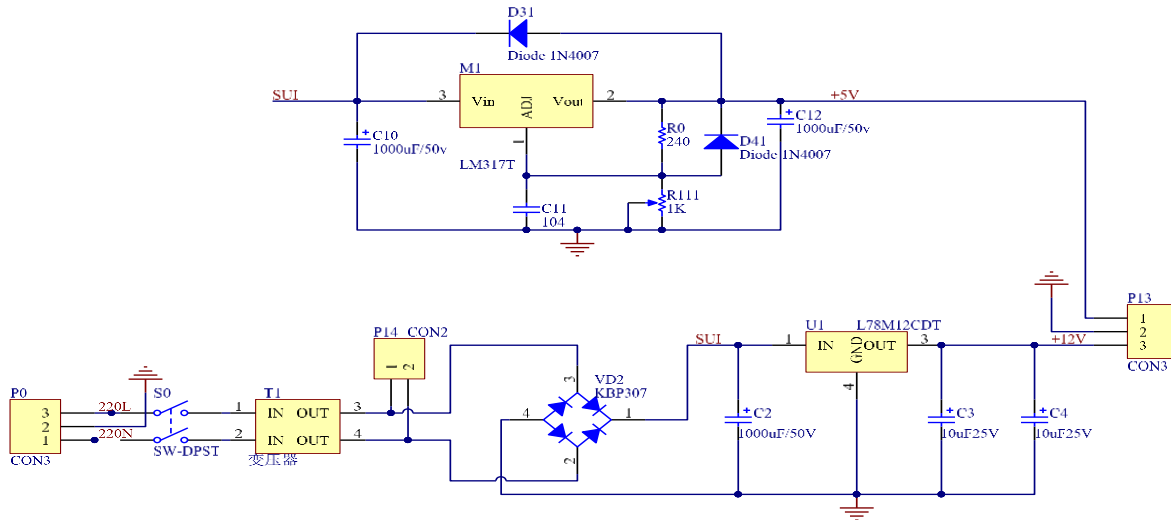 D31
Diode 1N4007
M1
SUI
3
Vin
ADJ
Vout
2
+5V
C10
1000uF/50v
1
LM317T
R0
240
D41
Diode 1N4007
C12
1000uF/50v
C11
104
R111
1K
P13
1
2
3
CON3
P14 CON2
1
2
U1
L78M12CDT
SUI
1
IN
GND
OUT
3
+12V
4
P0
3
2
1
CON3
220L
220N
S0
SW-DPST
T1
1
IN OUT
3
2
IN OUT
4
变压器
VD2
KBP307
3
4
1
2
C2
1000uF/50V
C3
10uF25V
C4
10uF25V